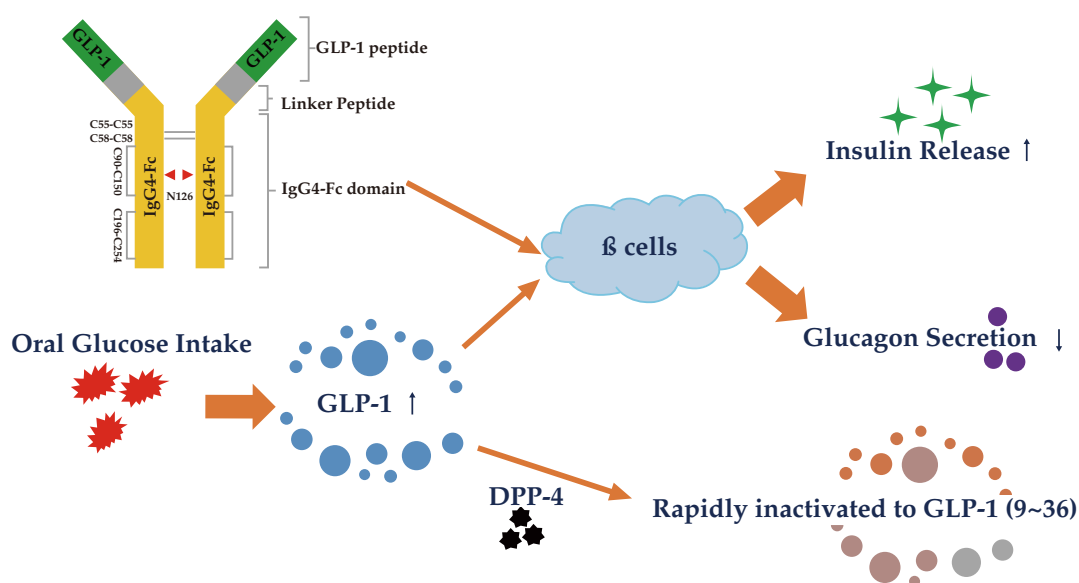 GLP-1
GLP-1
GLP-1 peptide
Linker Peptide
C55-C55
C58-C58
C90-C150
IgG4-Fc
IgG4-Fc
N126
IgG4-Fc domain
C196-C254
Insulin Release ↑
ß cells
Glucagon Secretion ↓
Oral Glucose Intake
GLP-1 ↑
DPP-4
Rapidly inactivated to GLP-1 (9~36)